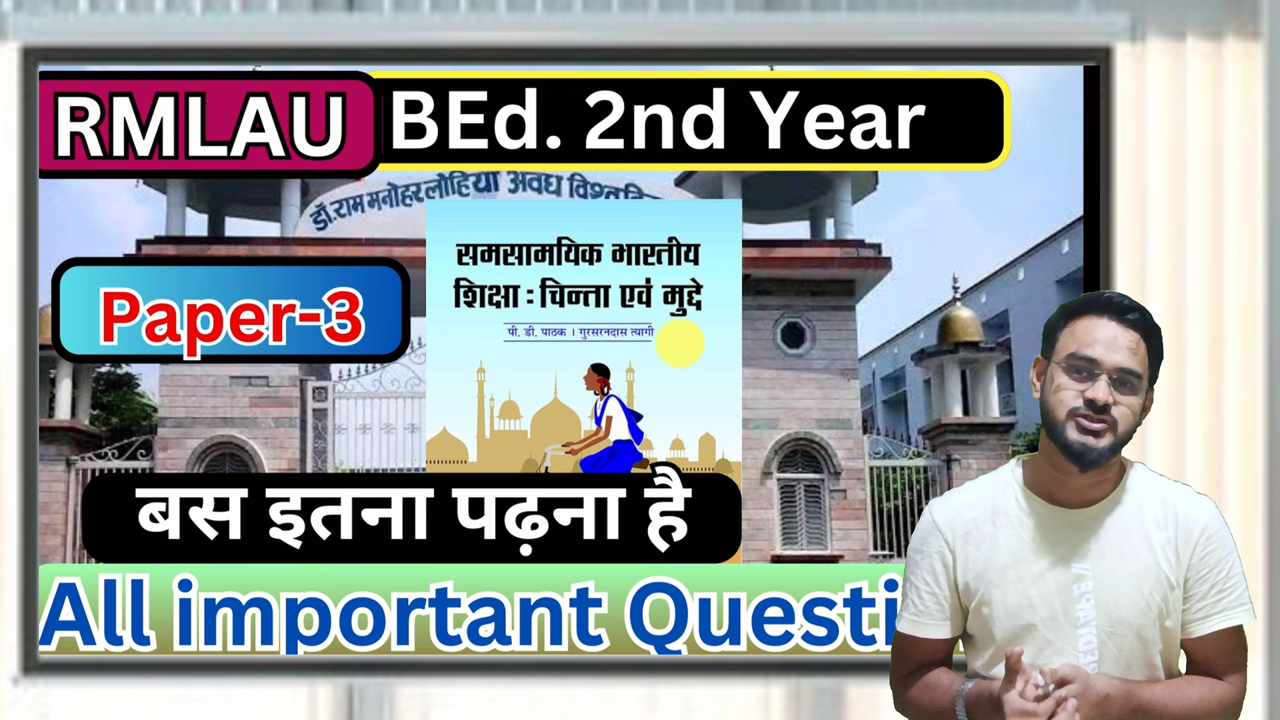 RMLAU
BEd. 2nd Year
डॉ. राम मनोहर लोहिया अवध
समसामयिक भारतीय
शिक्षा : चिन्ता एवं मुद्दे
पी. डी. पाठक । गुरसरनदास त्यागी
Paper-3
बस इतना पढ़ना है
All important